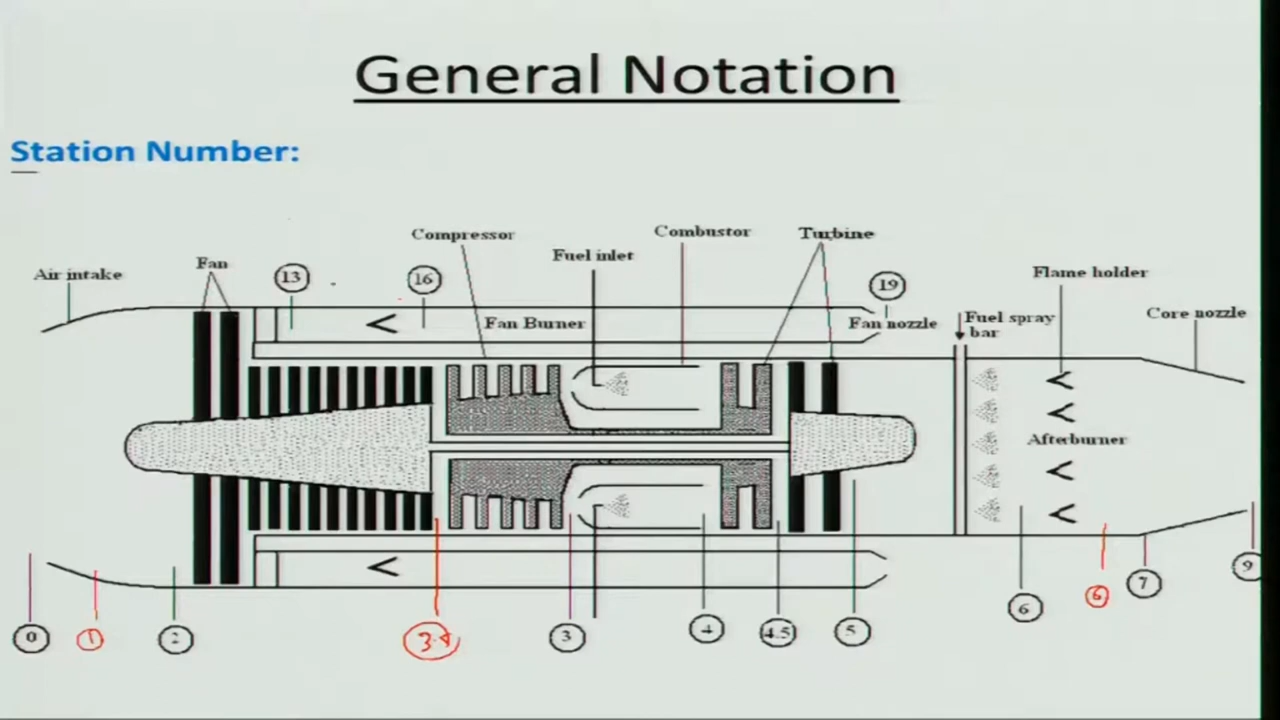 General Notation
Station Number:
Compressor
Combustor
Turbine
Fuel inlet
Fan
Air intake
13
16
19
Flame holder
Core nozzle
Fan Burner
Fan nozzle
Fuel spray
bar
Afterburner
0
1
2
3
4
4.5
5
6
6
7
9